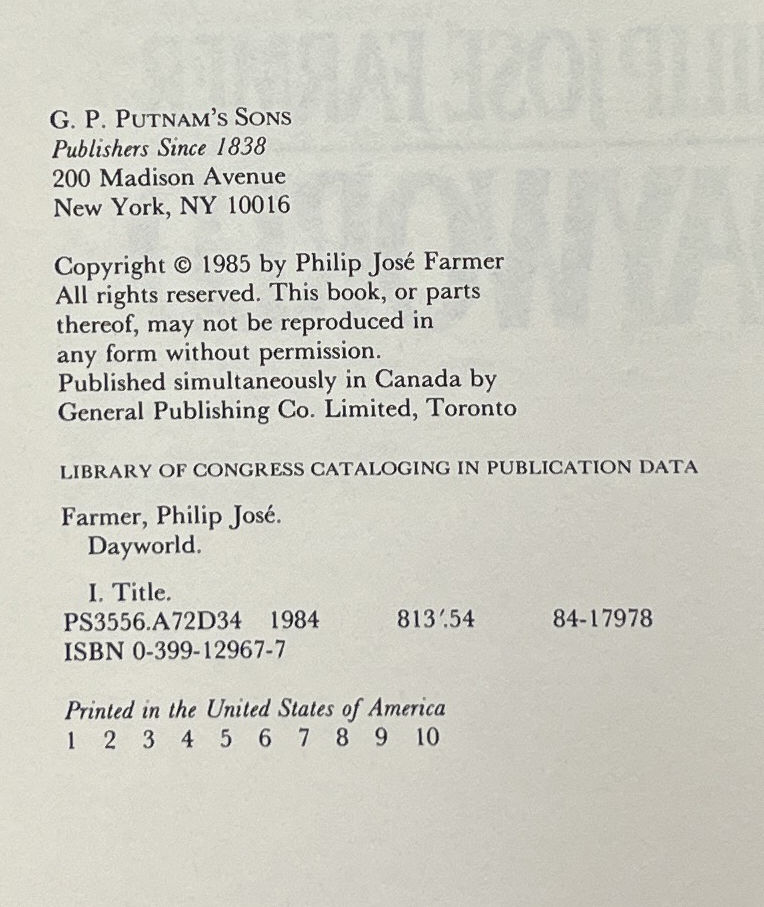 G. P. PUTNAM'S SONS
Publishers Since 1838
200 Madison Avenue
New York, NY 10016
Copyright © 1985 by Philip José Farmer
All rights reserved. This book, or parts
thereof, may not be reproduced in
any form without permission.
Published simultaneously in Canada by
General Publishing Co. Limited, Toronto
LIBRARY OF CONGRESS CATALOGING IN PUBLICATION DATA
Farmer, Philip José.
Dayworld.
I. Title.
PS3556.A72D34 1984 813′.54 84-17978
ISBN 0-399-12967-7
Printed in the United States of America
1 2 3 4 5 6 7 8 9 10